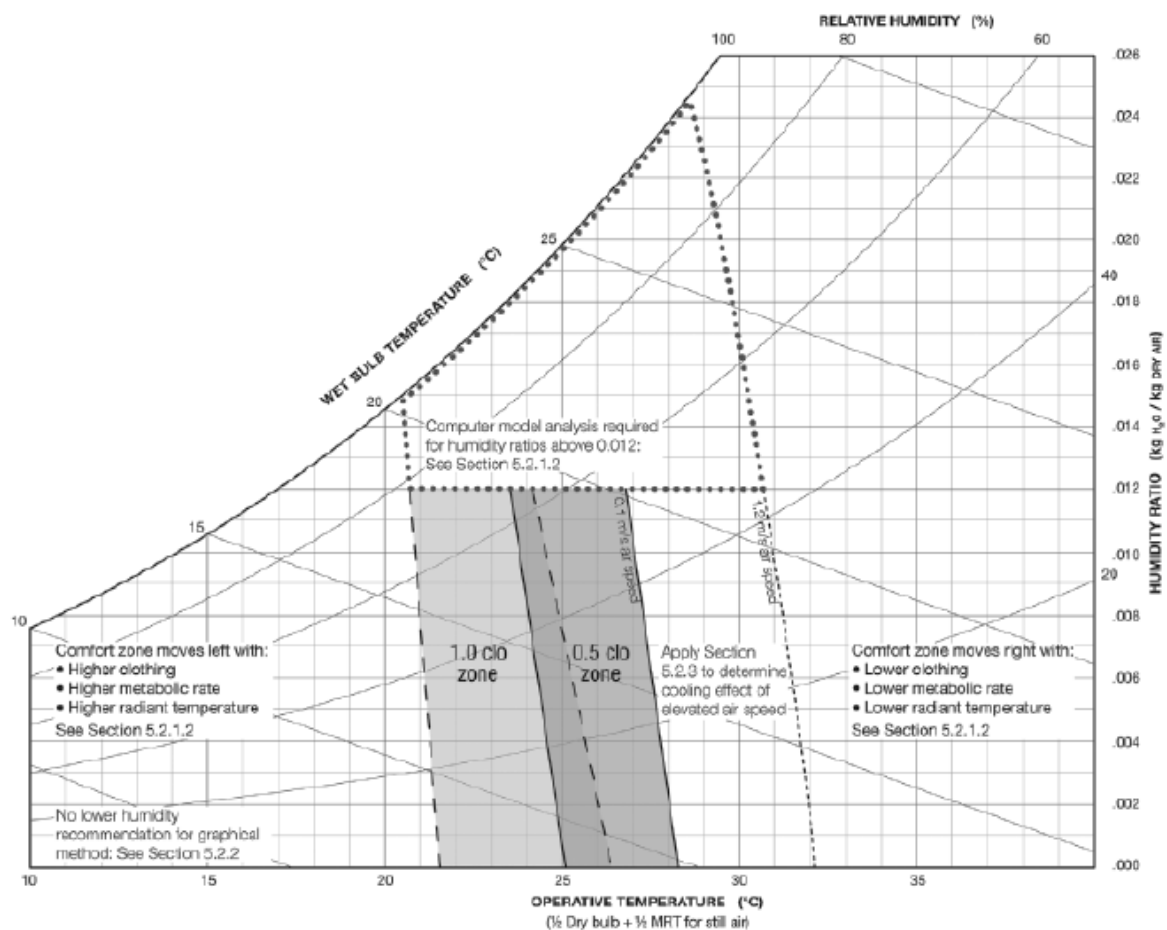 RELATIVE HUMIDITY (%)
100
80
60
.026
.024
.022
.020
.018
.016
.014
.012
.010
.008
.006
.004
.002
.000
40
20
HUMIDITY RATIO (kg H₂O / kg DRY AIR)
WET BULB TEMPERATURE (°C)
25
20
15
10
Computer model analysis required
for humidity ratios above 0.012:
See Section 5.2.1.2
0.1 m/s air speed
1.2 m/s air speed
Comfort zone moves left with:
• Higher clothing
• Higher metabolic rate
• Higher radiant temperature
See Section 5.2.1.2
1.0 clo
zone
0.5 clo
zone
Apply Section
5.2.3 to determine
cooling effect of
elevated air speed
Comfort zone moves right with:
• Lower clothing
• Lower metabolic rate
• Lower radiant temperature
See Section 5.2.1.2
No lower humidity
recommendation for graphical
method: See Section 5.2.2
10
15
20
25
30
35
OPERATIVE TEMPERATURE (°C)
(½ Dry bulb + ½ MRT for still air)